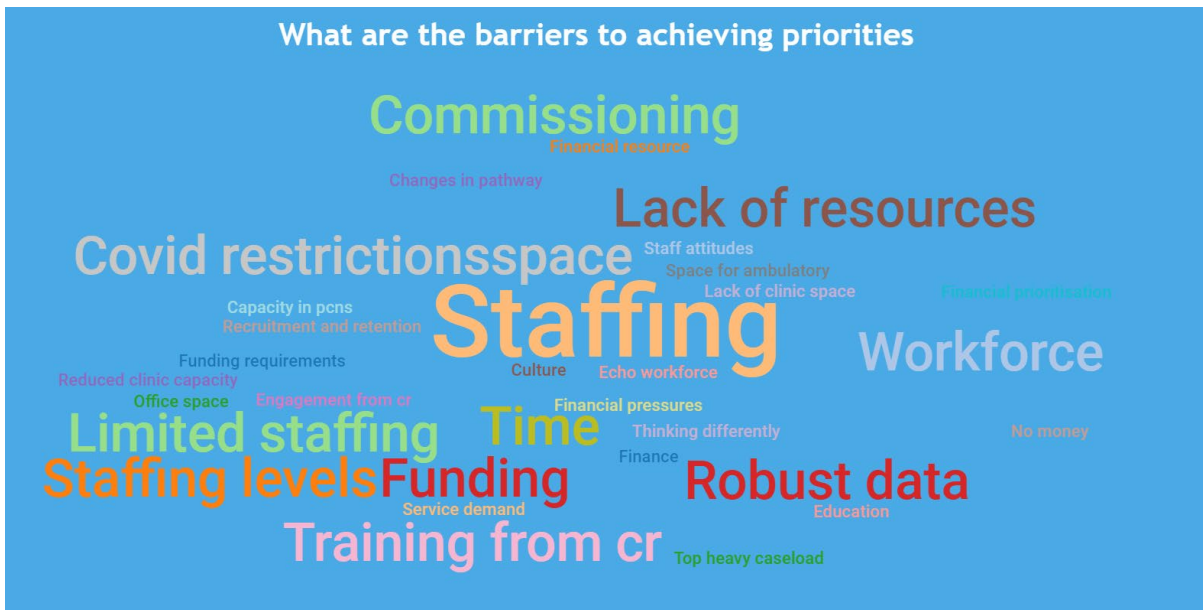 What are the barriers to achieving priorities
Commissioning
Financial resource
Changes in pathway
Lack of resources
Covid restrictionsspace
Staff attitudes
Space for ambulatory
Lack of clinic space
Financial prioritisation
Capacity in pcns
Recruitment and retention
Staffing
Workforce
Funding requirements
Culture
Echo workforce
Reduced clinic capacity
Office space
Engagement from cr
Financial pressures
Limited staffing
Time
Thinking differently
No money
Finance
Staffing levels
Funding
Robust data
Service demand
Education
Training from cr
Top heavy caseload